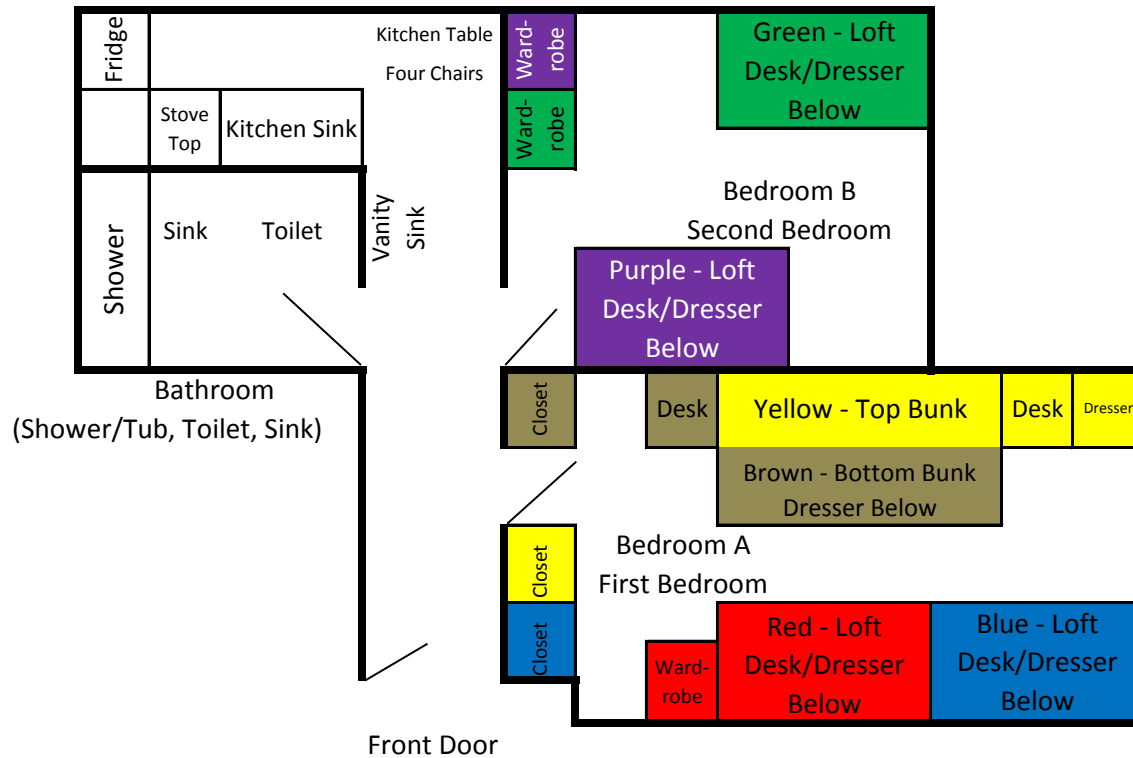 Fridge
Kitchen Table
Four Chairs
Ward-
robe
Green - Loft
Desk/Dresser
Below
Stove
Top
Kitchen Sink
Ward-
robe
Shower
Sink
Toilet
Vanity
Sink
Bedroom B
Second Bedroom
Purple - Loft
Desk/Dresser
Below
Bathroom
(Shower/Tub, Toilet, Sink)
Closet
Desk
Yellow - Top Bunk
Desk
Dresser
Brown - Bottom Bunk
Dresser Below
Closet
Bedroom A
First Bedroom
Closet
Ward-
robe
Red - Loft
Desk/Dresser
Below
Blue - Loft
Desk/Dresser
Below
Front Door